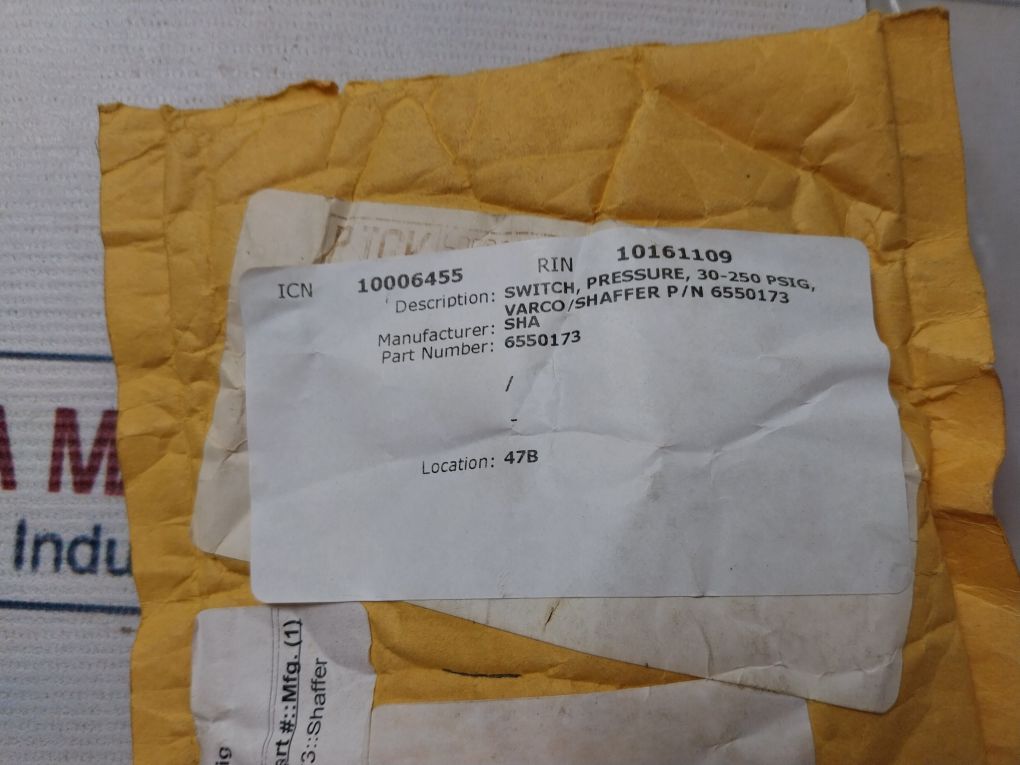 ICN 10006455 RIN 10161109
Description: SWITCH, PRESSURE, 30-250 PSIG,
VARCO/SHAFFER P/N 6550173
Manufacturer: SHA
Part Number: 6550173
/
-
Location: 47B
A M
Indu
art #::Mfg. (1)
3::Shaffer
ig